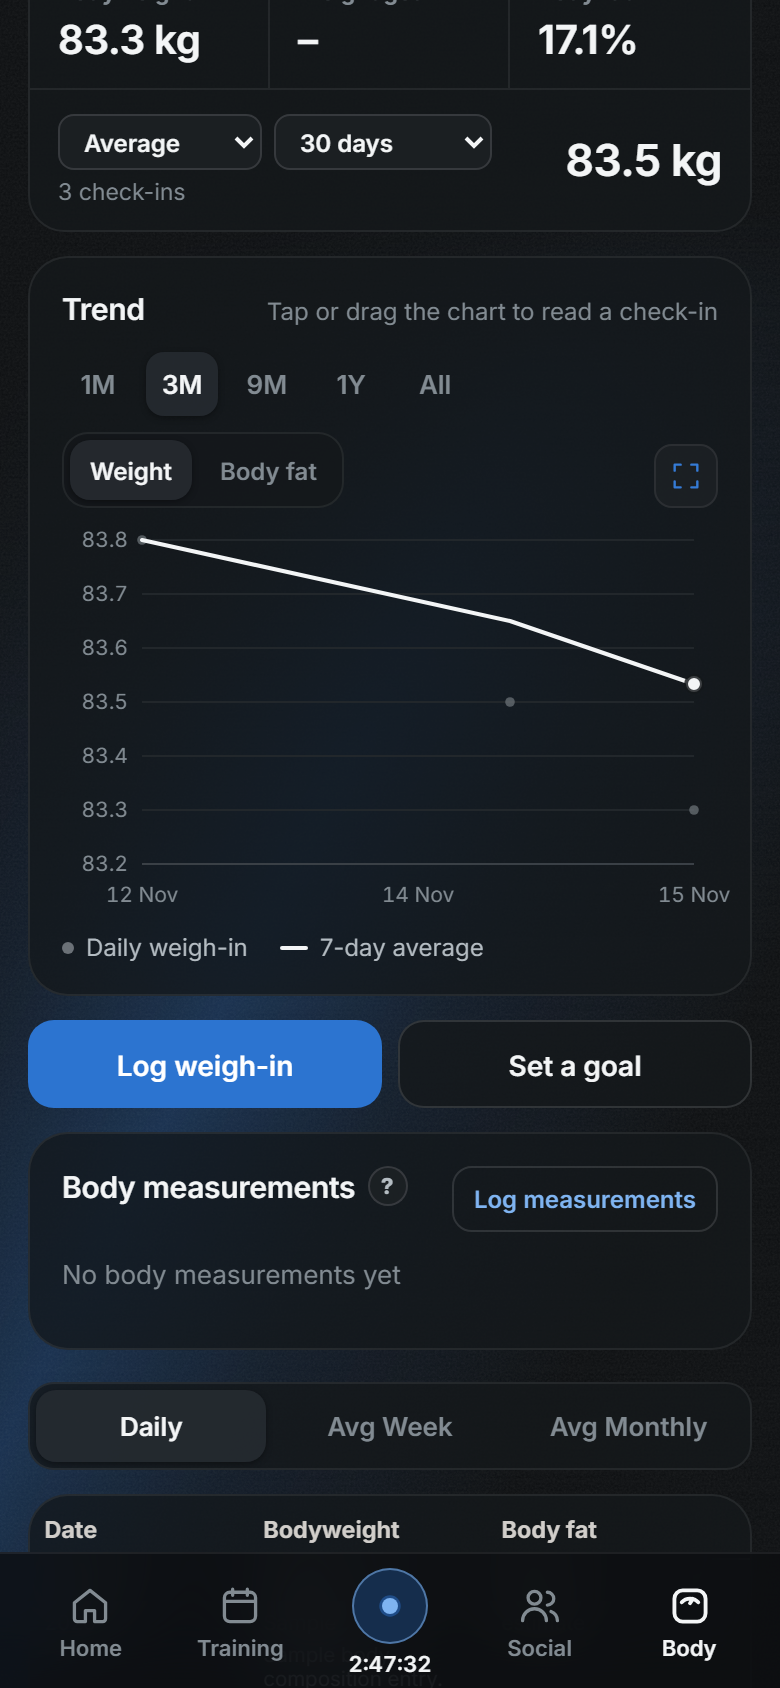 83.3 kg
–
17.1%
Average
30 days
83.5 kg
3 check-ins
Trend
Tap or drag the chart to read a check-in
1M
3M
9M
1Y
All
Weight
Body fat
83.8
83.7
83.6
83.5
83.4
83.3
83.2
12 Nov
14 Nov
15 Nov
Daily weigh-in
7-day average
Log weigh-in
Set a goal
Body measurements
?
Log measurements
No body measurements yet
Daily
Avg Week
Avg Monthly
Date
Bodyweight
Body fat
composition entry.
Home
Training
2:47:32
Social
Body